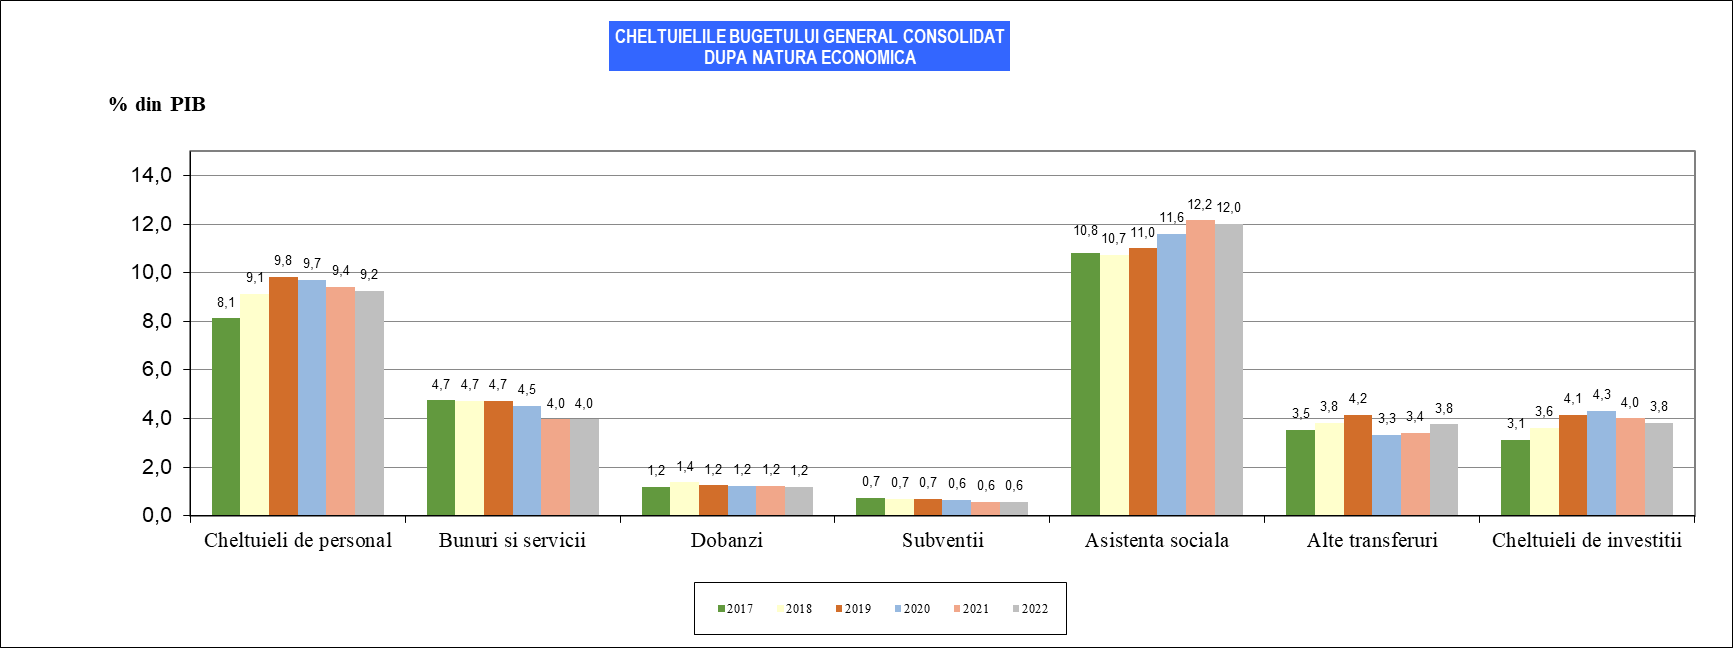 CHELTUIELILE BUGETULUI GENERAL CONSOLIDAT
DUPA NATURA ECONOMICA
% din PIB
14,0
12,0
10,0
8,0
6,0
4,0
2,0
0,0
8,1 9,1 9,8 9,7 9,4 9,2
4,7 4,7 4,7 4,5 4,0 4,0
1,2 1,4 1,2 1,2 1,2 1,2
0,7 0,7 0,7 0,6 0,6 0,6
10,8 10,7 11,0 11,6 12,2 12,0
3,5 3,8 4,2 3,3 3,4 3,8
3,1 3,6 4,1 4,3 4,0 3,8
Cheltuieli de personal Bunuri si servicii Dobanzi Subventii Asistenta sociala Alte transferuri Cheltuieli de investitii
2017 2018 2019 2020 2021 2022